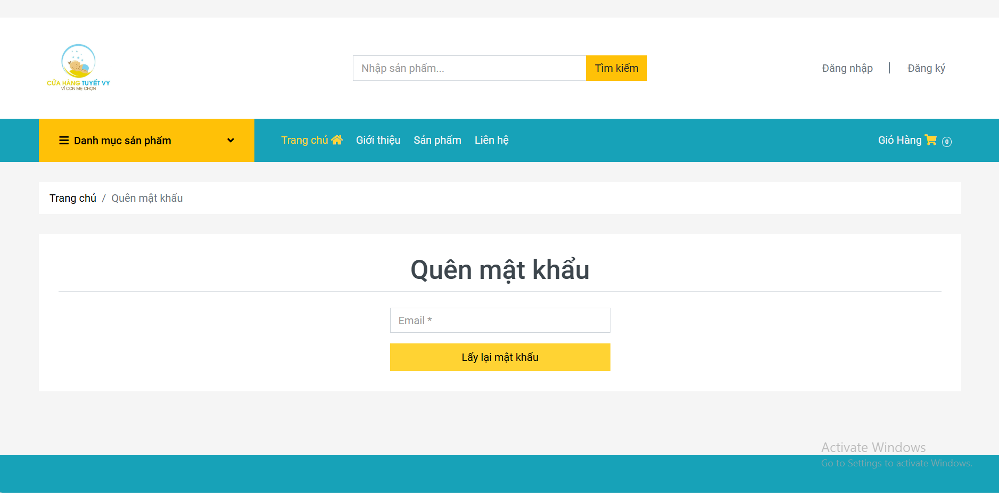 CỬA HÀNG TUYẾT VY
VÌ CON MẸ CHỌN
Nhập sản phẩm...
Tìm kiếm
Đăng nhập | Đăng ký
Danh mục sản phẩm
Trang chủ
Giới thiệu
Sản phẩm
Liên hệ
Giỏ Hàng 0
Trang chủ / Quên mật khẩu
Quên mật khẩu
Email *
Lấy lại mật khẩu
Activate Windows
Go to Settings to activate Windows.